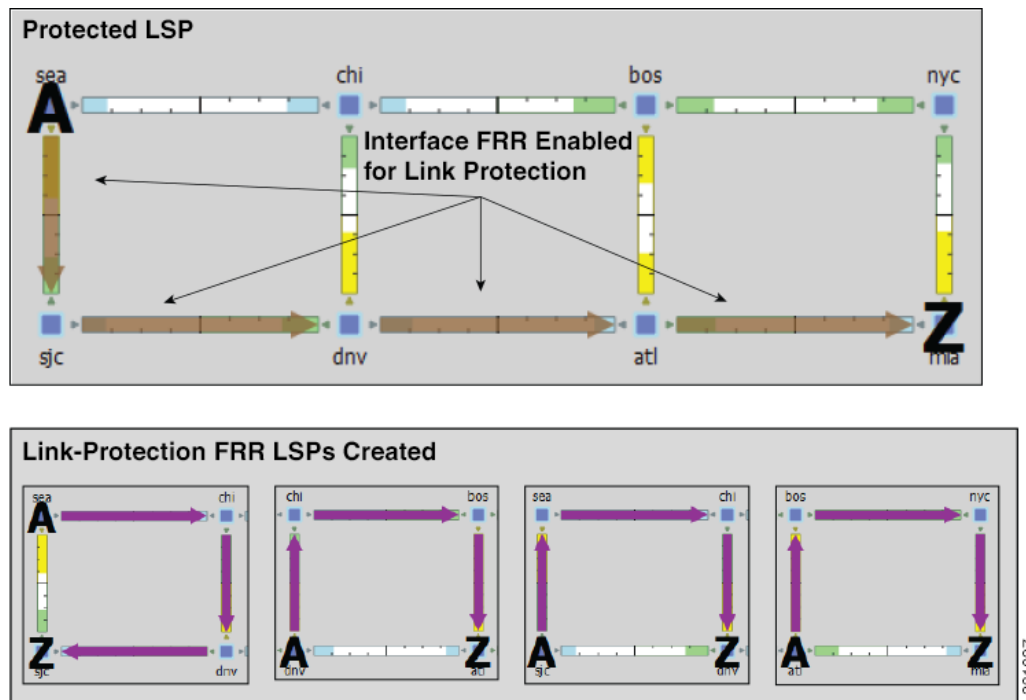 Protected LSP
sea chi bos nyc
A
Interface FRR Enabled
for Link Protection
Z
sjc dnv atl mia
Link-Protection FRR LSPs Created
sea chi chi bos sea chi bos nyc
A
Z A Z A Z A Z
sjc dnv dnv atl sjc dnv atl mia